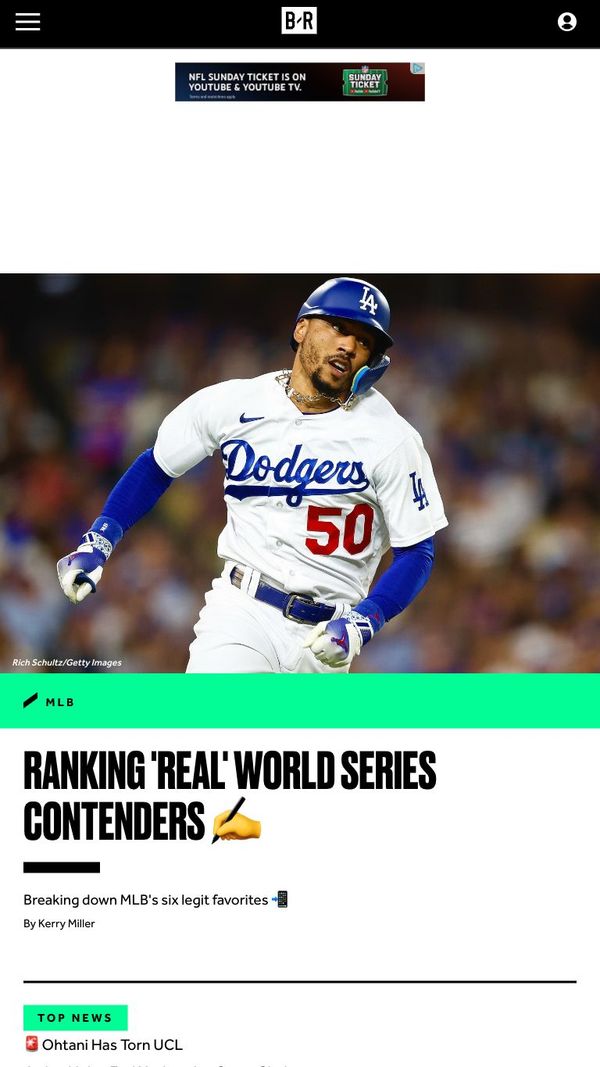 B R
NFL SUNDAY TICKET IS ON
YOUTUBE & YOUTUBE TV.
SUNDAY
TICKET
LA
Dodgers
50
LA
Rich Schultz/Getty Images
MLB
RANKING 'REAL' WORLD SERIES
CONTENDERS ✍️
Breaking down MLB's six legit favorites 📲
By Kerry Miller
TOP NEWS
🚨 Ohtani Has Torn UCL